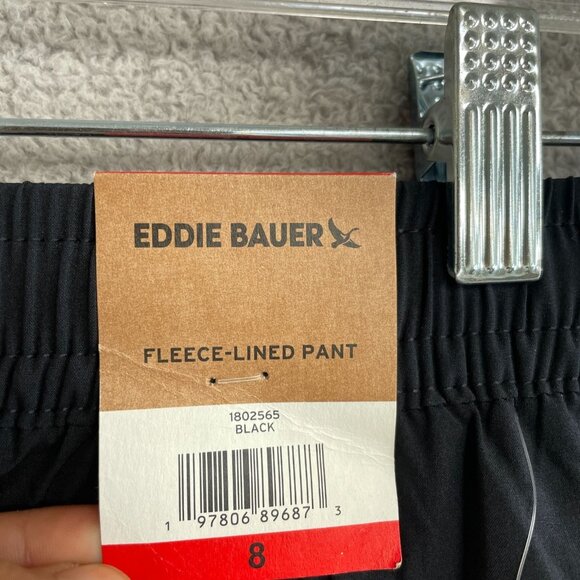 EDDIE BAUER
FLEECE-LINED PANT
1802565
BLACK
1 97806 89687 3
8